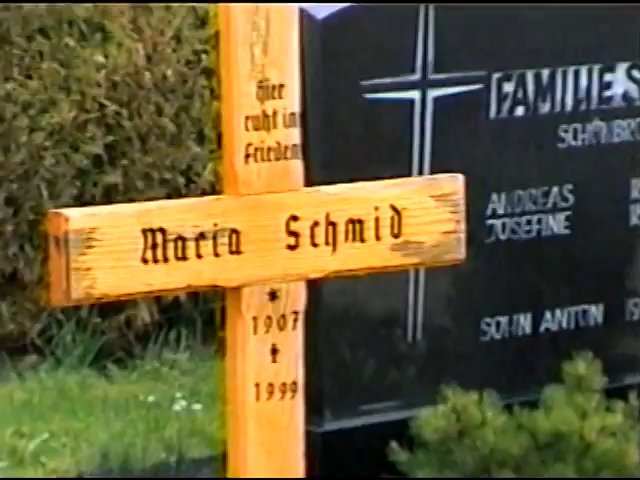 Hier
ruht in
Frieden
Maria Schmid
* 
1907
✝
1999
FAMILIE
ANDREAS
JOSEFINE
SOHN ANTON